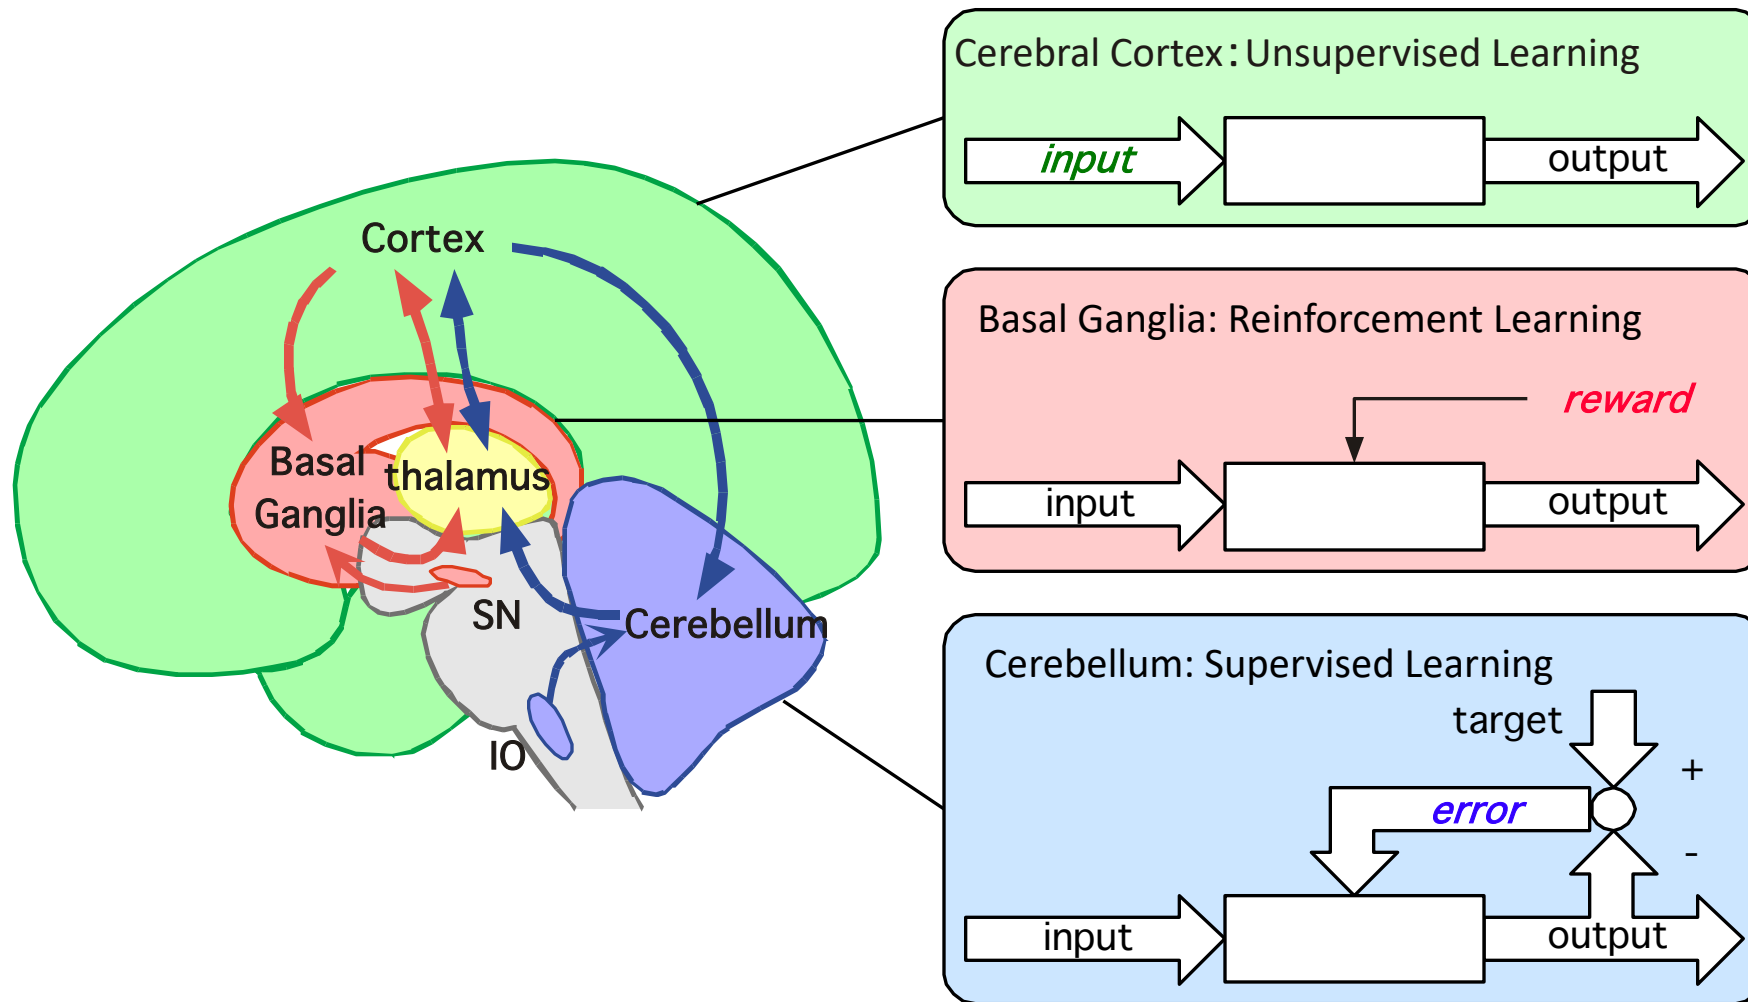 Cortex
Basal
Ganglia
thalamus
SN
IO
Cerebellum
Cerebral Cortex: Unsupervised Learning
input
output
Basal Ganglia: Reinforcement Learning
reward
input
output
Cerebellum: Supervised Learning
target
+
error
-
input
output